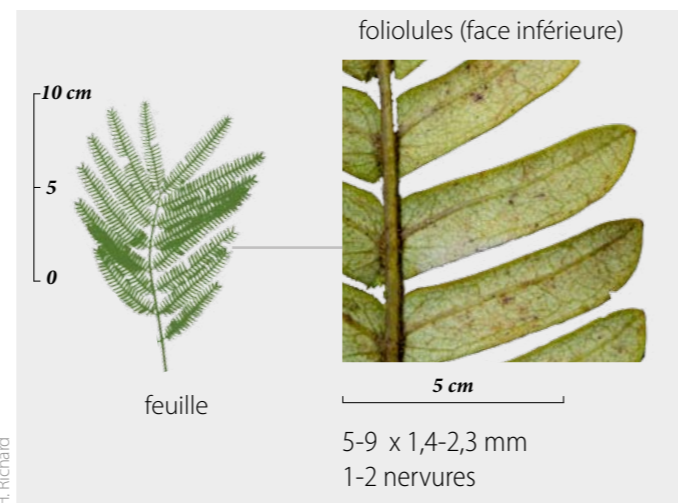 foliolules (face inférieure)
10 cm
5
0
5 cm
feuille
5-9 x 1,4-2,3 mm
1-2 nervures
H. Richard